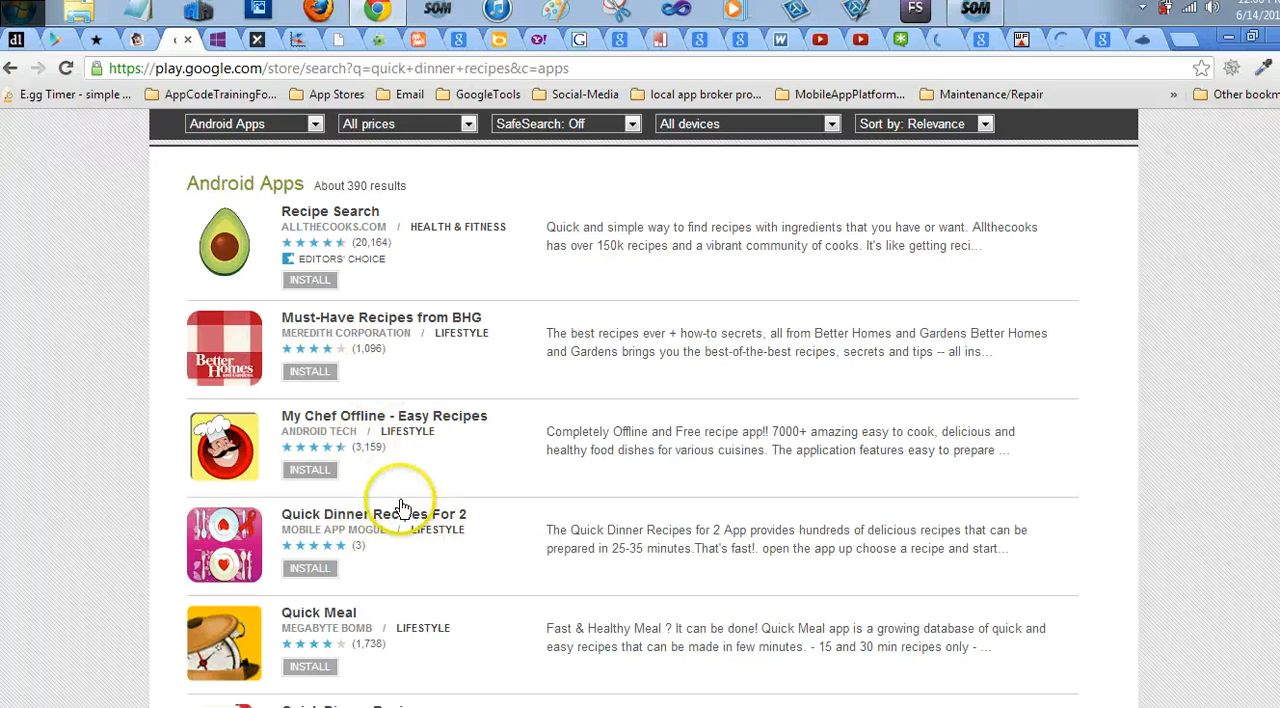 SOM
FS
SOM
6/14/201
dl
https://play.google.com/store/search?q=quick+dinner+recipes&c=apps
E.gg Timer - simple ...
AppCodeTrainingFo...
App Stores
Email
GoogleTools
Social-Media
local app broker pro...
MobileAppPlatform...
Maintenance/Repair
»
Other bookm
Android Apps
All prices
SafeSearch: Off
All devices
Sort by: Relevance
Android Apps About 390 results
Recipe Search
ALLTHECOOKS.COM / HEALTH & FITNESS
(20,164)
EDITORS' CHOICE
INSTALL
Quick and simple way to find recipes with ingredients that you have or want. Allthecooks
has over 150k recipes and a vibrant community of cooks. It's like getting reci...
Must-Have Recipes from BHG
MEREDITH CORPORATION / LIFESTYLE
(1,096)
INSTALL
Better
Homes
The best recipes ever + how-to secrets, all from Better Homes and Gardens Better Homes
and Gardens brings you the best-of-the-best recipes, secrets and tips -- all ins...
My Chef Offline - Easy Recipes
ANDROID TECH / LIFESTYLE
(3,159)
INSTALL
Completely Offline and Free recipe app!! 7000+ amazing easy to cook, delicious and
healthy food dishes for various cuisines. The application features easy to prepare ...
Quick Dinner Recipes For 2
MOBILE APP MOGUL / LIFESTYLE
(3)
INSTALL
The Quick Dinner Recipes for 2 App provides hundreds of delicious recipes that can be
prepared in 25-35 minutes.That's fast!. open the app up choose a recipe and start...
Quick Meal
MEGABYTE BOMB / LIFESTYLE
(1,738)
INSTALL
Fast & Healthy Meal ? It can be done! Quick Meal app is a growing database of quick and
easy recipes that can be made in few minutes. - 15 and 30 min recipes only - ...